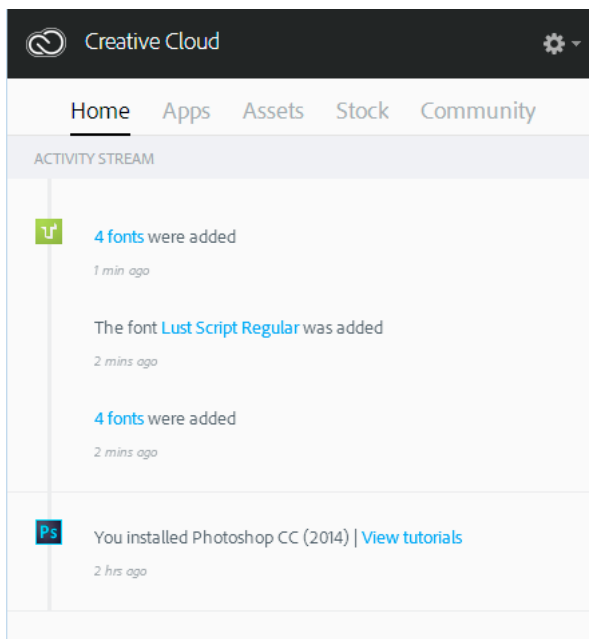 Creative Cloud
Home Apps Assets Stock Community
ACTIVITY STREAM
4 fonts were added
1 min ago
The font Lust Script Regular was added
2 mins ago
4 fonts were added
2 mins ago
Ps
You installed Photoshop CC (2014) | View tutorials
2 hrs ago